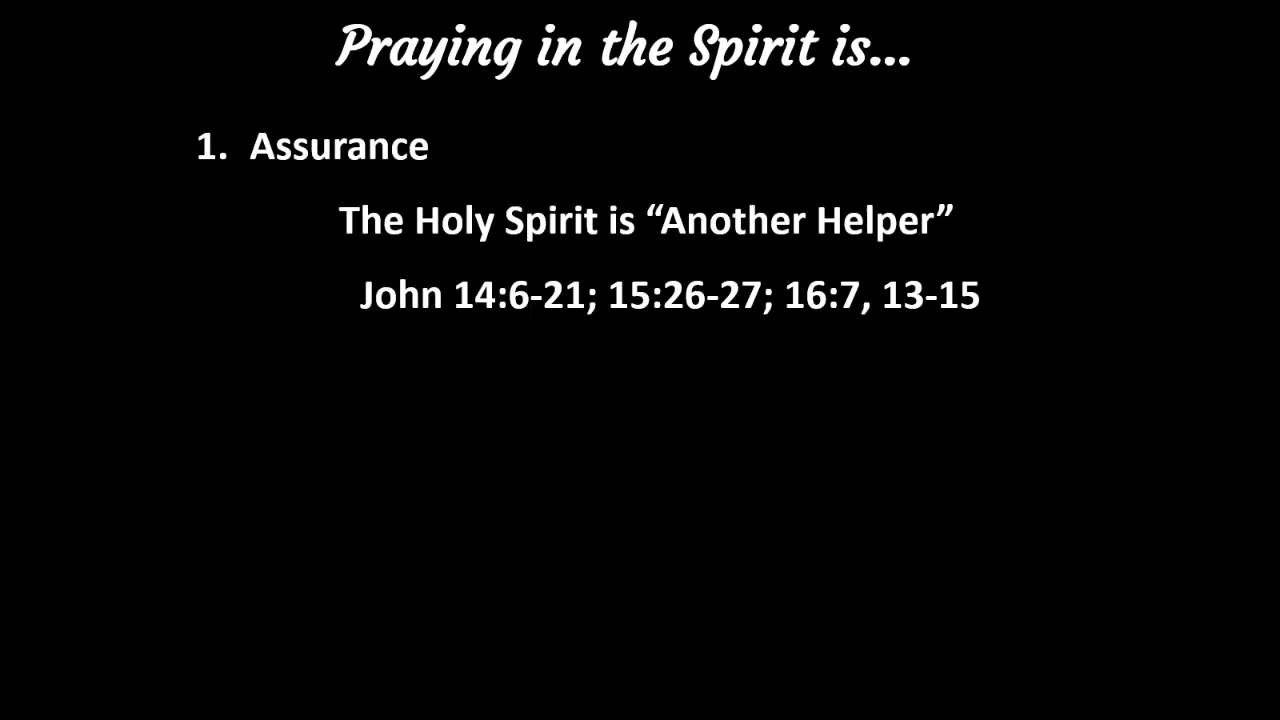 Praying in the Spirit is...
1. Assurance
The Holy Spirit is “Another Helper”
John 14:6-21; 15:26-27; 16:7, 13-15